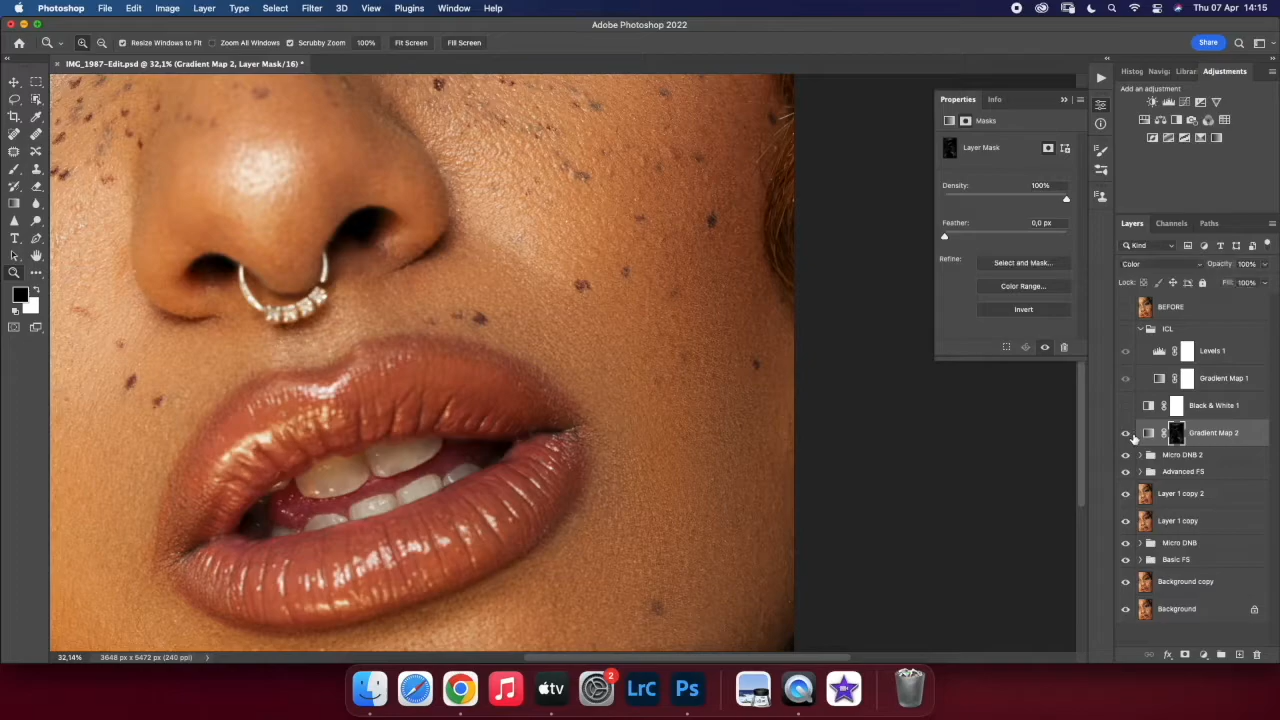 Photoshop File Edit Image Layer Type Select Filter 3D View Plugins Window Help
Thu 07 Apr 14:15
Adobe Photoshop 2022
Resize Windows to Fit Scrubby Zoom Zoom All Windows 100% Fit Screen Fill Screen
Share
IMG_1987-Edit.psd @ 32,1% (Gradient Map 2, Layer Mask/16) *
Histog Navig Librar Adjustments
Add an adjustment
Properties Info
Masks
Layer Mask
Density: 100%
Feather: 0,0 px
Refine: Select and Mask...
Color Range...
Invert
Layers Channels Paths
Kind
Color Opacity: 100%
Lock: Fill: 100%
BEFORE
ICL
Levels 1
Gradient Map 1
Black & White 1
Gradient Map 2
Micro DNB 2
Advanced FS
Layer 1 copy 2
Layer 1 copy
Micro DNB
Basic FS
Background copy
Background
32,14% 3648 px x 5472 px (240 ppi)
tv
2
LrC
Ps